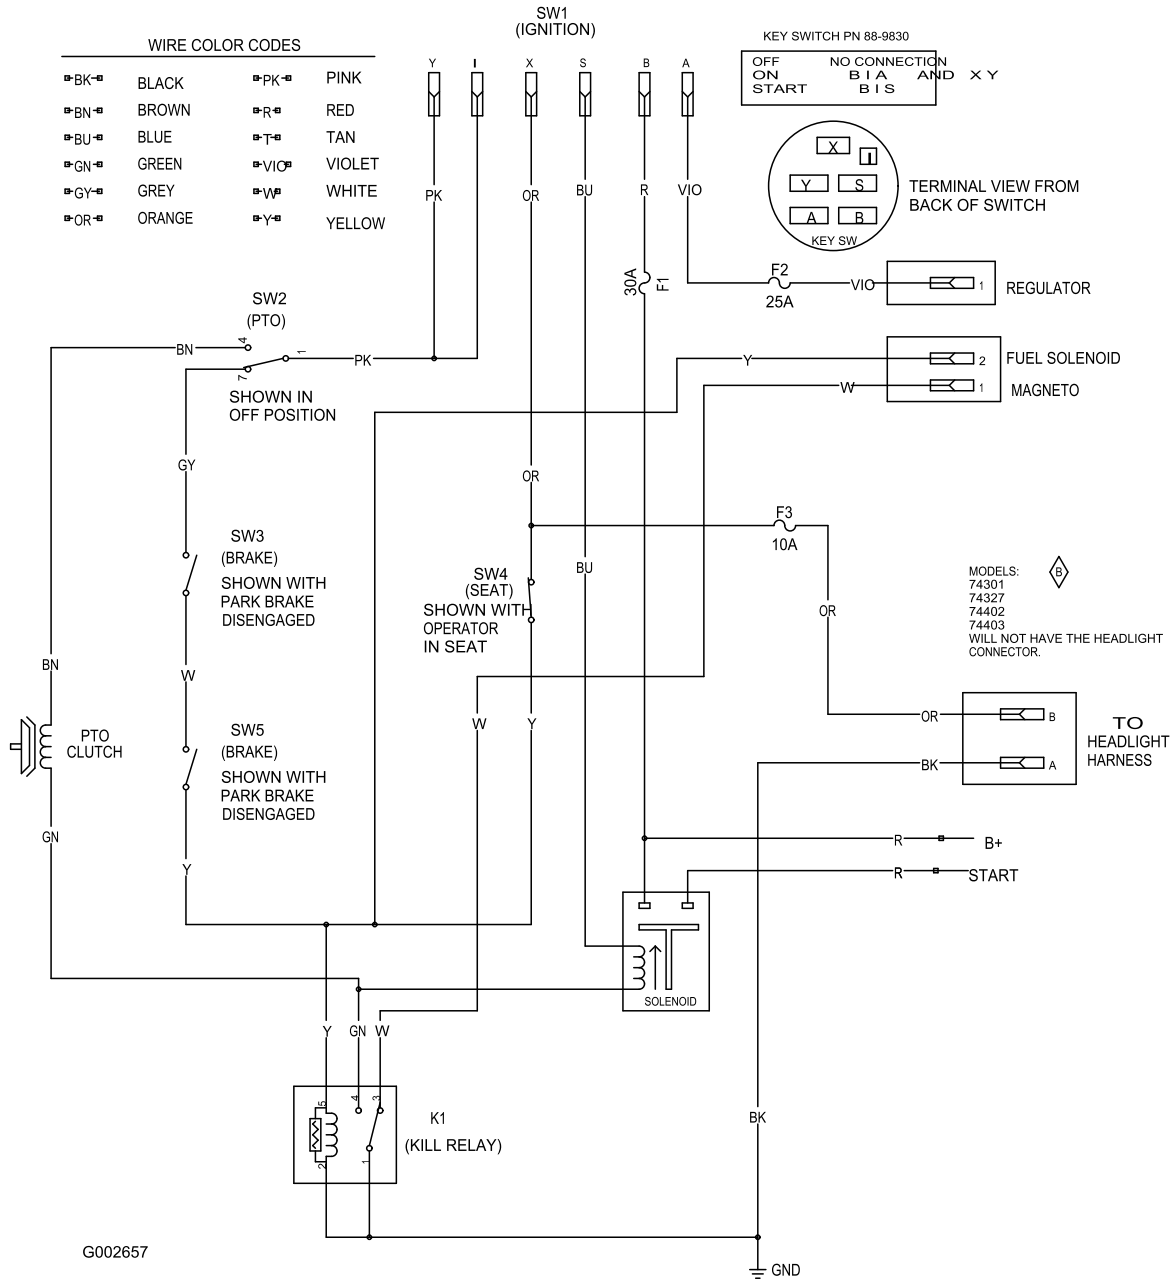 SW1
(IGNITION)
KEY SWITCH PN 88-9830
WIRE COLOR CODES
OFF NO CONNECTION
ON B I A AND X Y
START B I S
Y I X S B A
BK BLACK PK PINK
BN BROWN R RED
BU BLUE T TAN
GN GREEN VIO VIOLET
GY GREY W WHITE
OR ORANGE Y YELLOW
X
I
Y S
A B
KEY SW
TERMINAL VIEW FROM
BACK OF SWITCH
PK OR BU R VIO
30A
F1
F2
25A
VIO
1
REGULATOR
SW2
(PTO)
BN
4
1
7
PK
SHOWN IN
OFF POSITION
Y
2
FUEL SOLENOID
W
1
MAGNETO
GY
OR
F3
10A
SW3
(BRAKE)
SHOWN WITH
PARK BRAKE
DISENGAGED
SW4
(SEAT)
SHOWN WITH
OPERATOR
IN SEAT
BU
OR
MODELS:
B
74301
74327
74402
74403
WILL NOT HAVE THE HEADLIGHT
CONNECTOR.
BN
W
W
Y
OR
B
TO
HEADLIGHT
HARNESS
BK
A
PTO
CLUTCH
SW5
(BRAKE)
SHOWN WITH
PARK BRAKE
DISENGAGED
GN
Y
R
B+
R
START
SOLENOID
Y GN W
5
4
3
2
1
K1
(KILL RELAY)
BK
G002657
GND